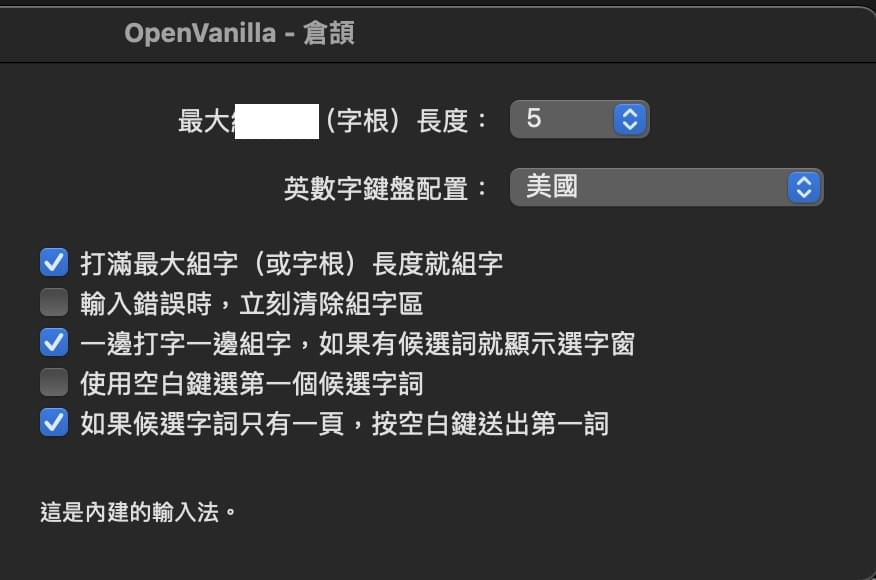 OpenVanilla - 倉頡
最大（字根）長度： 5
英數字鍵盤配置： 美國
打滿最大組字（或字根）長度就組字
輸入錯誤時，立刻清除組字區
一邊打字一邊組字，如果有候選詞就顯示選字窗
使用空白鍵選第一個候選字詞
如果候選字詞只有一頁，按空白鍵送出第一詞
這是內建的輸入法。